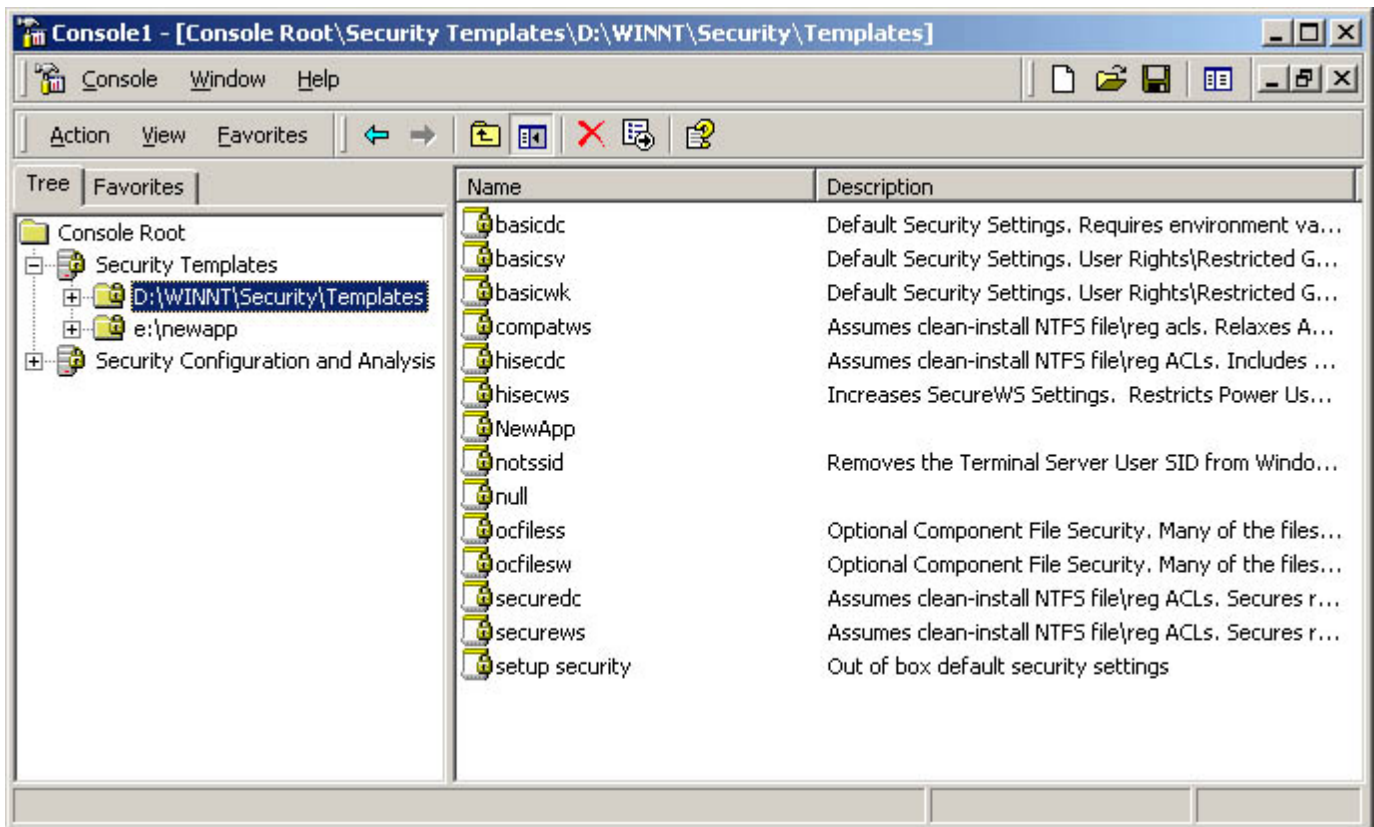 Console1 - [Console Root\Security Templates\D:\WINNT\Security\Templates]
Console Window Help
Action View Favorites
Tree Favorites
Name Description
Console Root
Security Templates
D:\WINNT\Security\Templates
e:\newapp
Security Configuration and Analysis
basicdc Default Security Settings. Requires environment va...
basicsv Default Security Settings. User Rights\Restricted G...
basicwk Default Security Settings. User Rights\Restricted G...
compatws Assumes clean-install NTFS file\reg acls. Relaxes A...
hisecdc Assumes clean-install NTFS file\reg ACLs. Includes ...
hisecws Increases SecureWS Settings. Restricts Power Us...
NewApp
notssid Removes the Terminal Server User SID from Windo...
null
ocfiless Optional Component File Security. Many of the files...
ocfilesw Optional Component File Security. Many of the files...
securedc Assumes clean-install NTFS file\reg ACLs. Secures r...
securews Assumes clean-install NTFS file\reg ACLs. Secures r...
setup security Out of box default security settings